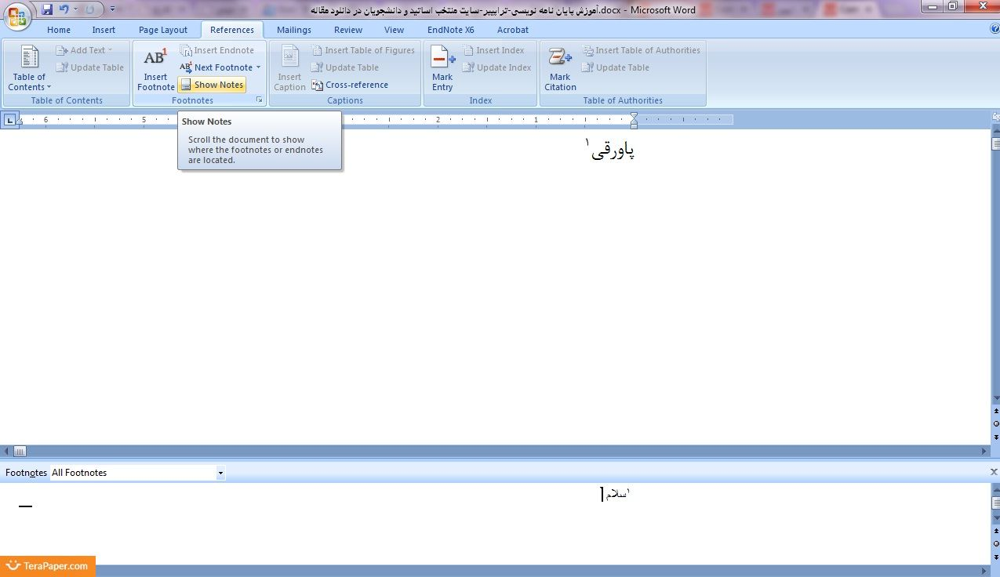 آموزش پایان نامه نویسی-تراپیپر-سایت منتخب اساتید و دانشجویان در دانلود مقاله.docx - Microsoft Word
Home Insert Page Layout References Mailings Review View EndNote X6 Acrobat
Table of Contents
Add Text
Update Table
Table of Contents
Insert Footnote
Insert Endnote
Next Footnote
Show Notes
Footnotes
Insert Caption
Insert Table of Figures
Update Table
Cross-reference
Captions
Mark Entry
Insert Index
Update Index
Index
Mark Citation
Insert Table of Authorities
Update Table
Table of Authorities
6 5 2 1
Show Notes
Scroll the document to show
where the footnotes or endnotes
are located.
پاورقی۱
Footnotes All Footnotes
۱سلام
TeraPaper.com